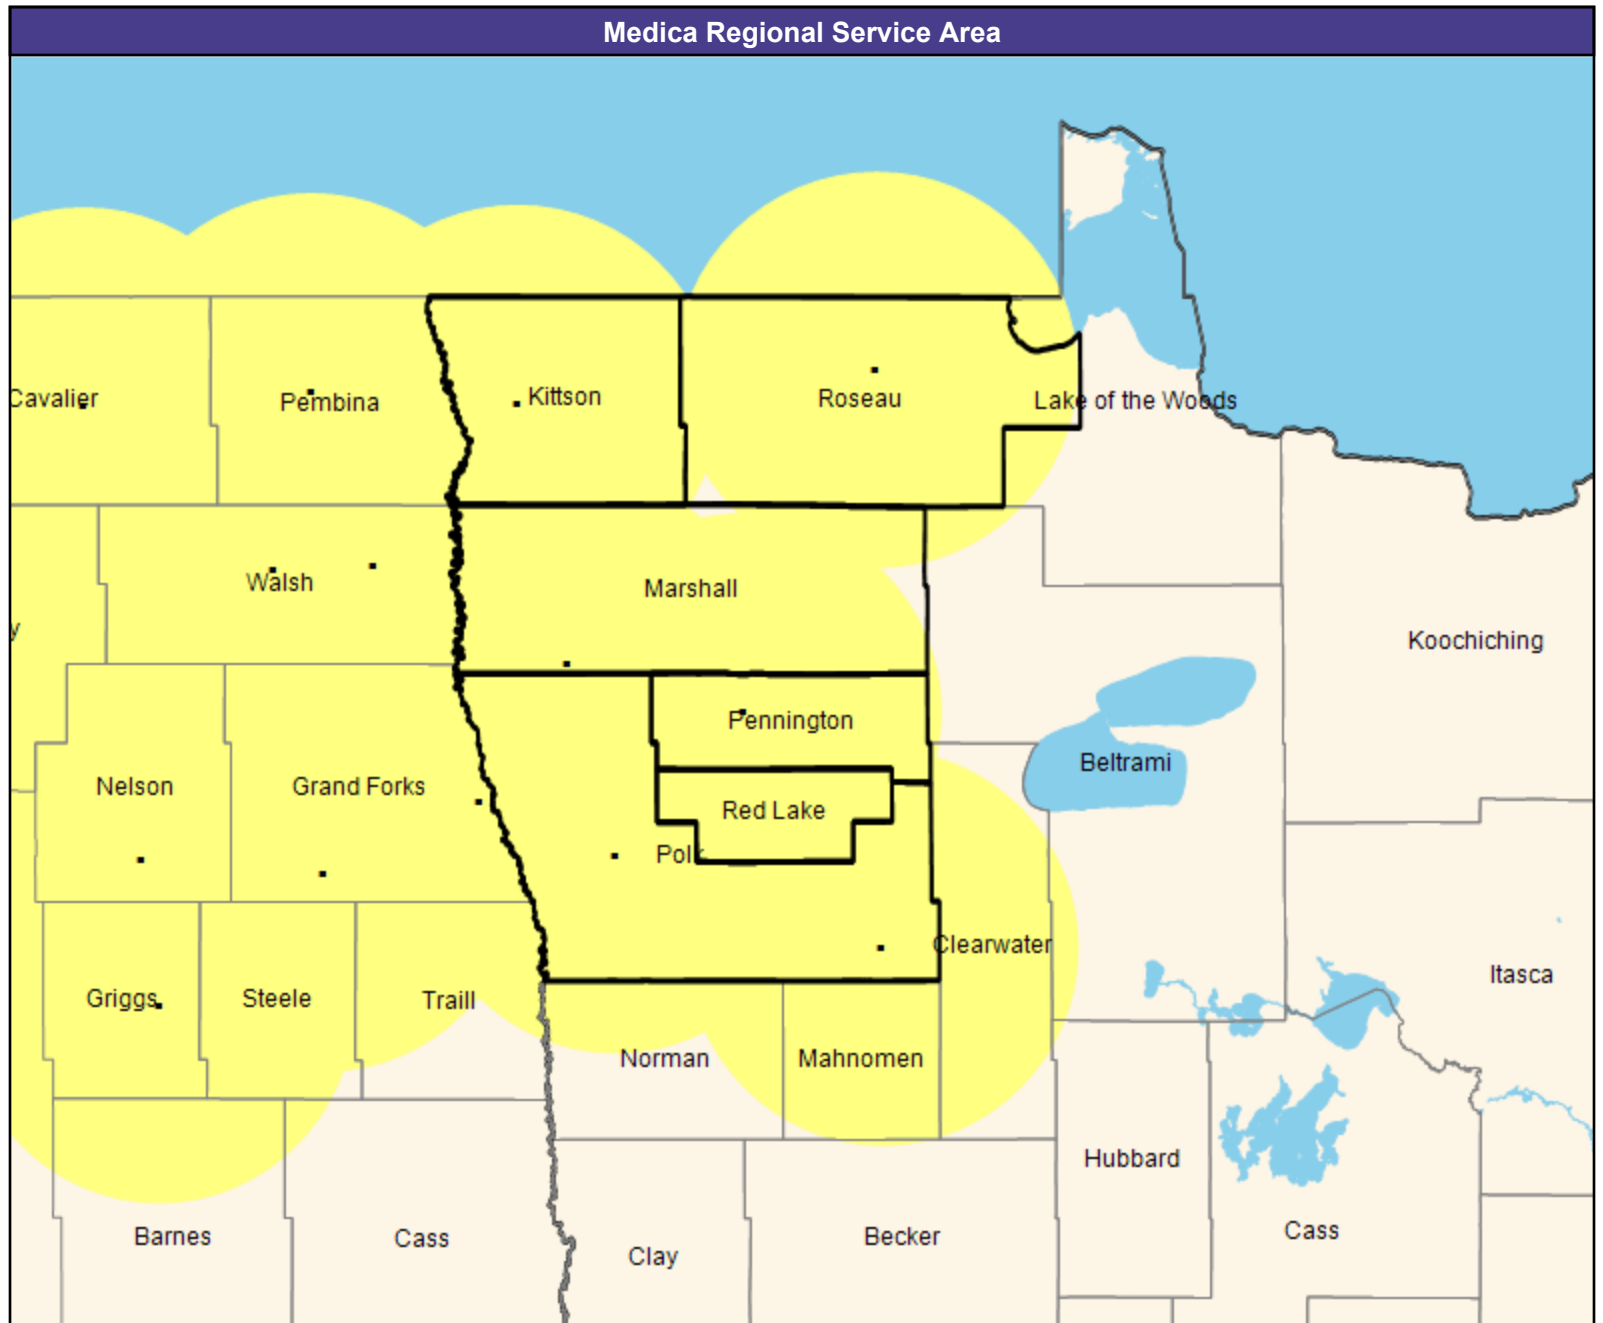 Medica Regional Service Area
Cavalier
Pembina
Kittson
Roseau
Lake of the Woods
Walsh
Marshall
y
Koochiching
Pennington
Beltrami
Nelson
Grand Forks
Red Lake
Polk
Clearwater
Itasca
Griggs
Steele
Traill
Norman
Mahnomen
Hubbard
Barnes
Cass
Clay
Becker
Cass